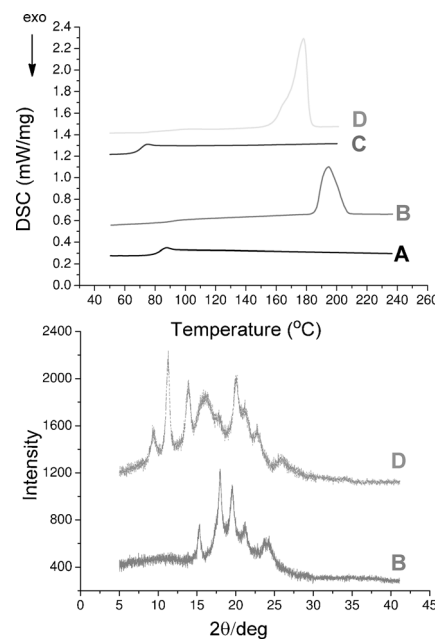 exo
2.4
2.2
2.0
1.8
1.6
1.4
1.2
1.0
0.8
0.6
0.4
0.2
0.0
DSC (mW/mg)
D
C
B
A
40 60 80 100 120 140 160 180 200 220 240 260
Temperature (°C)
2400
2000
1600
1200
800
400
Intensity
D
B
0 5 10 15 20 25 30 35 40 45
2θ/deg